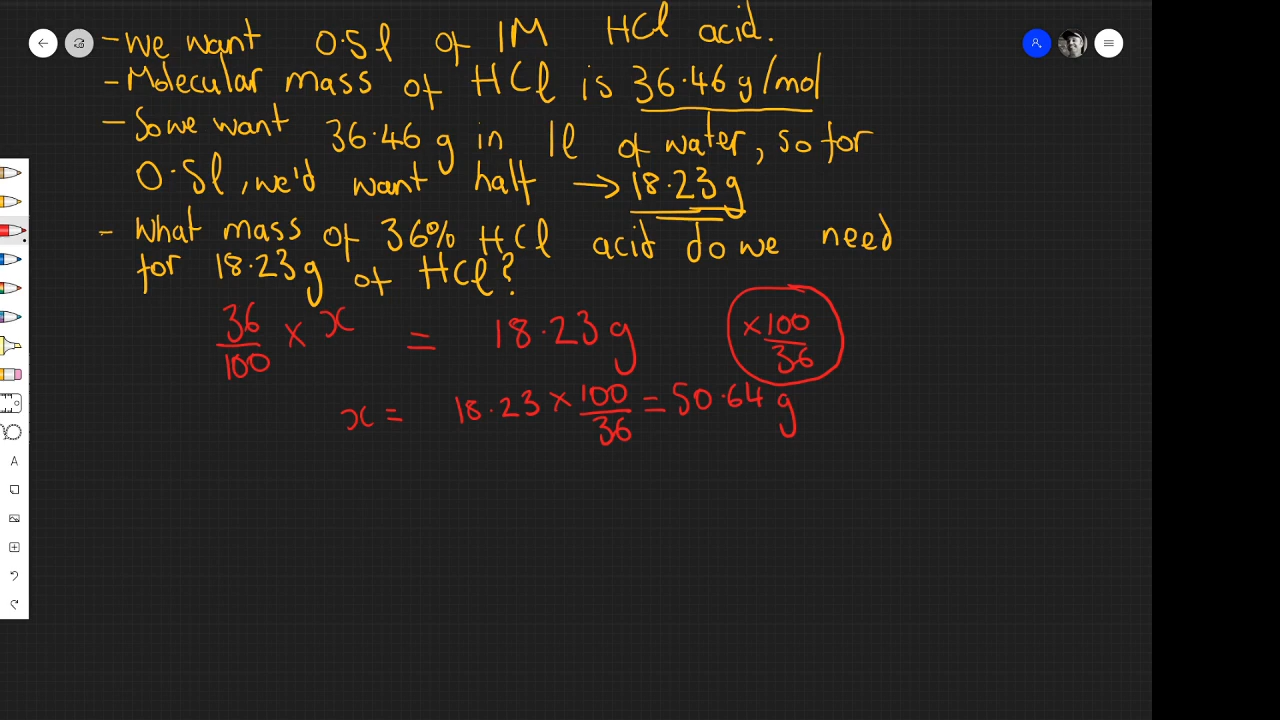 - We want 0.5l of 1M HCl acid.
- Molecular mass of HCl is 36.46 g/mol
- So we want 36.46 g in 1l of water, so for
0.5l, we'd want half → 18.23 g
- What mass of 36% HCl acid do we need
for 18.23 g of HCl?
36/100 × x = 18.23 g × 100/36
x = 18.23 × 100/36 = 50.64 g
A